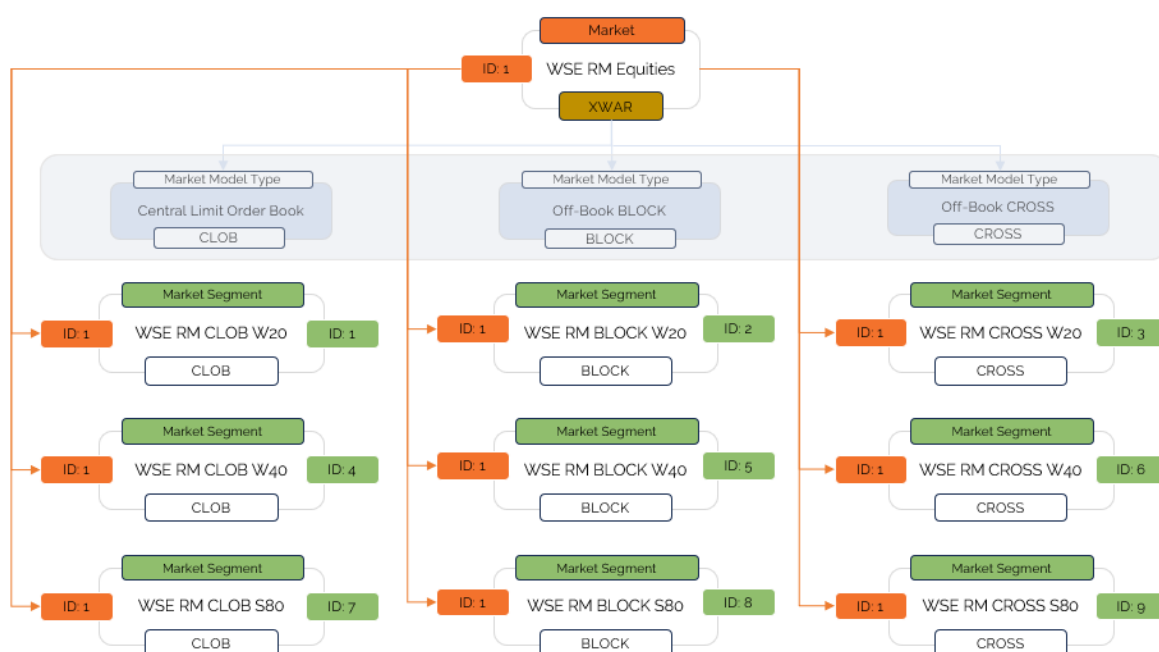 Market
ID: 1
WSE RM Equities
XWAR
Market Model Type
Central Limit Order Book
CLOB
Market Model Type
Off-Book BLOCK
BLOCK
Market Model Type
Off-Book CROSS
CROSS
Market Segment
ID: 1
WSE RM CLOB W20
ID: 1
CLOB
Market Segment
ID: 1
WSE RM BLOCK W20
ID: 2
BLOCK
Market Segment
ID: 1
WSE RM CROSS W20
ID: 3
CROSS
Market Segment
ID: 1
WSE RM CLOB W40
ID: 4
CLOB
Market Segment
ID: 1
WSE RM BLOCK W40
ID: 5
BLOCK
Market Segment
ID: 1
WSE RM CROSS W40
ID: 6
CROSS
Market Segment
ID: 1
WSE RM CLOB S80
ID: 7
CLOB
Market Segment
ID: 1
WSE RM BLOCK S80
ID: 8
BLOCK
Market Segment
ID: 1
WSE RM CROSS S80
ID: 9
CROSS